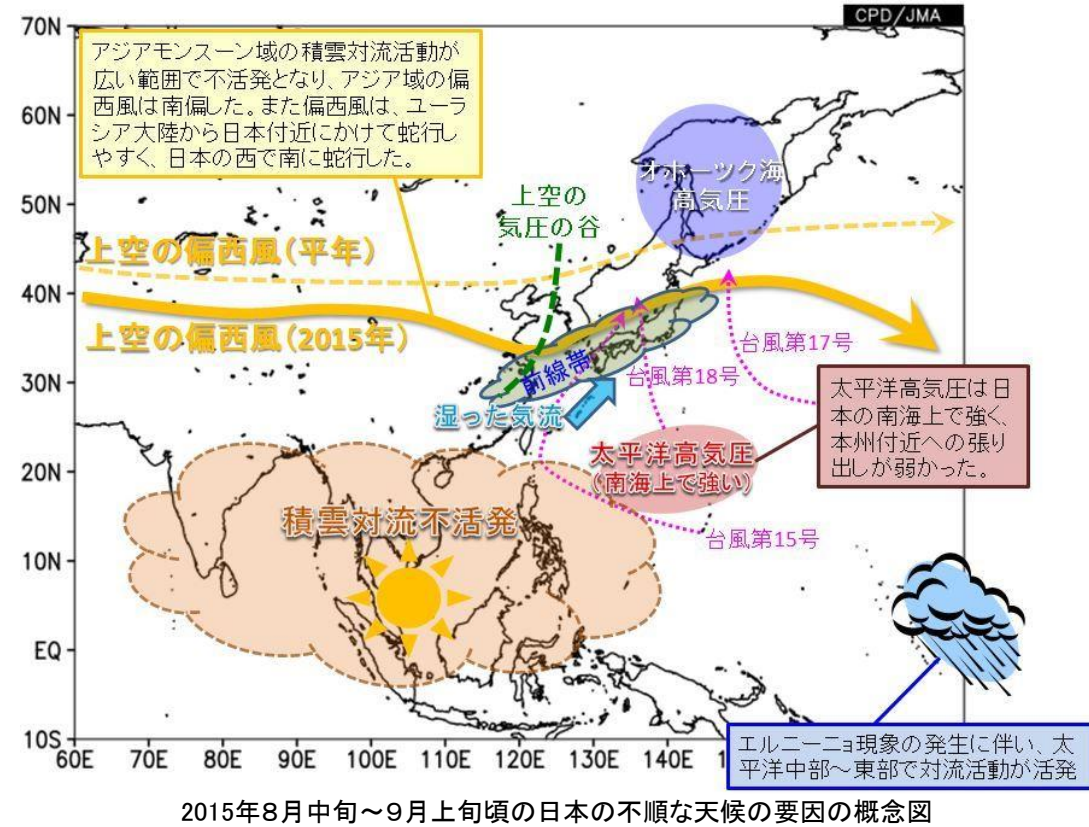 CPD/JMA
70N
60N
50N
40N
30N
20N
10N
EQ
10S
アジアモンスーン域の積雲対流活動が
広い範囲で不活発となり、アジア域の偏
西風は南偏した。また偏西風は、ユーラ
シア大陸から日本付近にかけて蛇行し
やすく、日本の西で南に蛇行した。
オホーツク海
高気圧
上空の
気圧の谷
上空の偏西風(平年)
上空の偏西風(2015年)
台風第17号
台風第18号
前線帯
湿った気流
太平洋高気圧は日
本の南海上で強く、
本州付近への張り
出しが弱かった。
太平洋高気圧
(南海上で強い)
積雲対流不活発
台風第15号
エルニーニョ現象の発生に伴い、太
平洋中部~東部で対流活動が活発
60E
70E
80E
90E
100E
110E
120E
130E
140E
2015年8月中旬~9月上旬頃の日本の不順な天候の要因の概念図